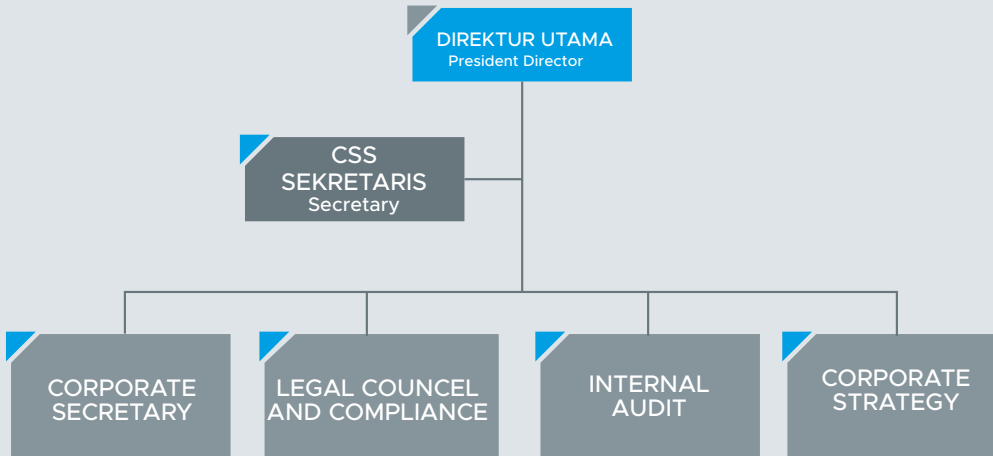 DIREKTUR UTAMA
President Director
CSS
SEKRETARIS
Secretary
CORPORATE
SECRETARY
LEGAL COUNCEL
AND COMPLIANCE
INTERNAL
AUDIT
CORPORATE
STRATEGY